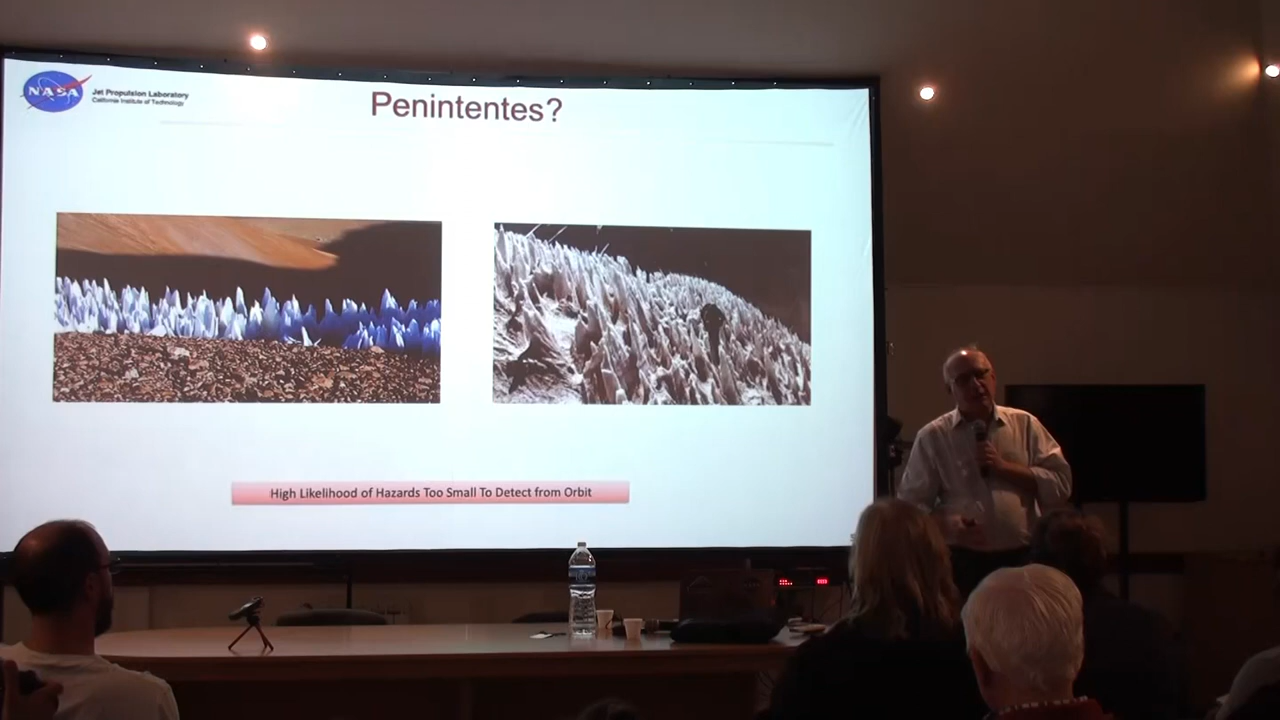 NASA
Jet Propulsion Laboratory
California Institute of Technology
Penintentes?
High Likelihood of Hazards Too Small To Detect from Orbit